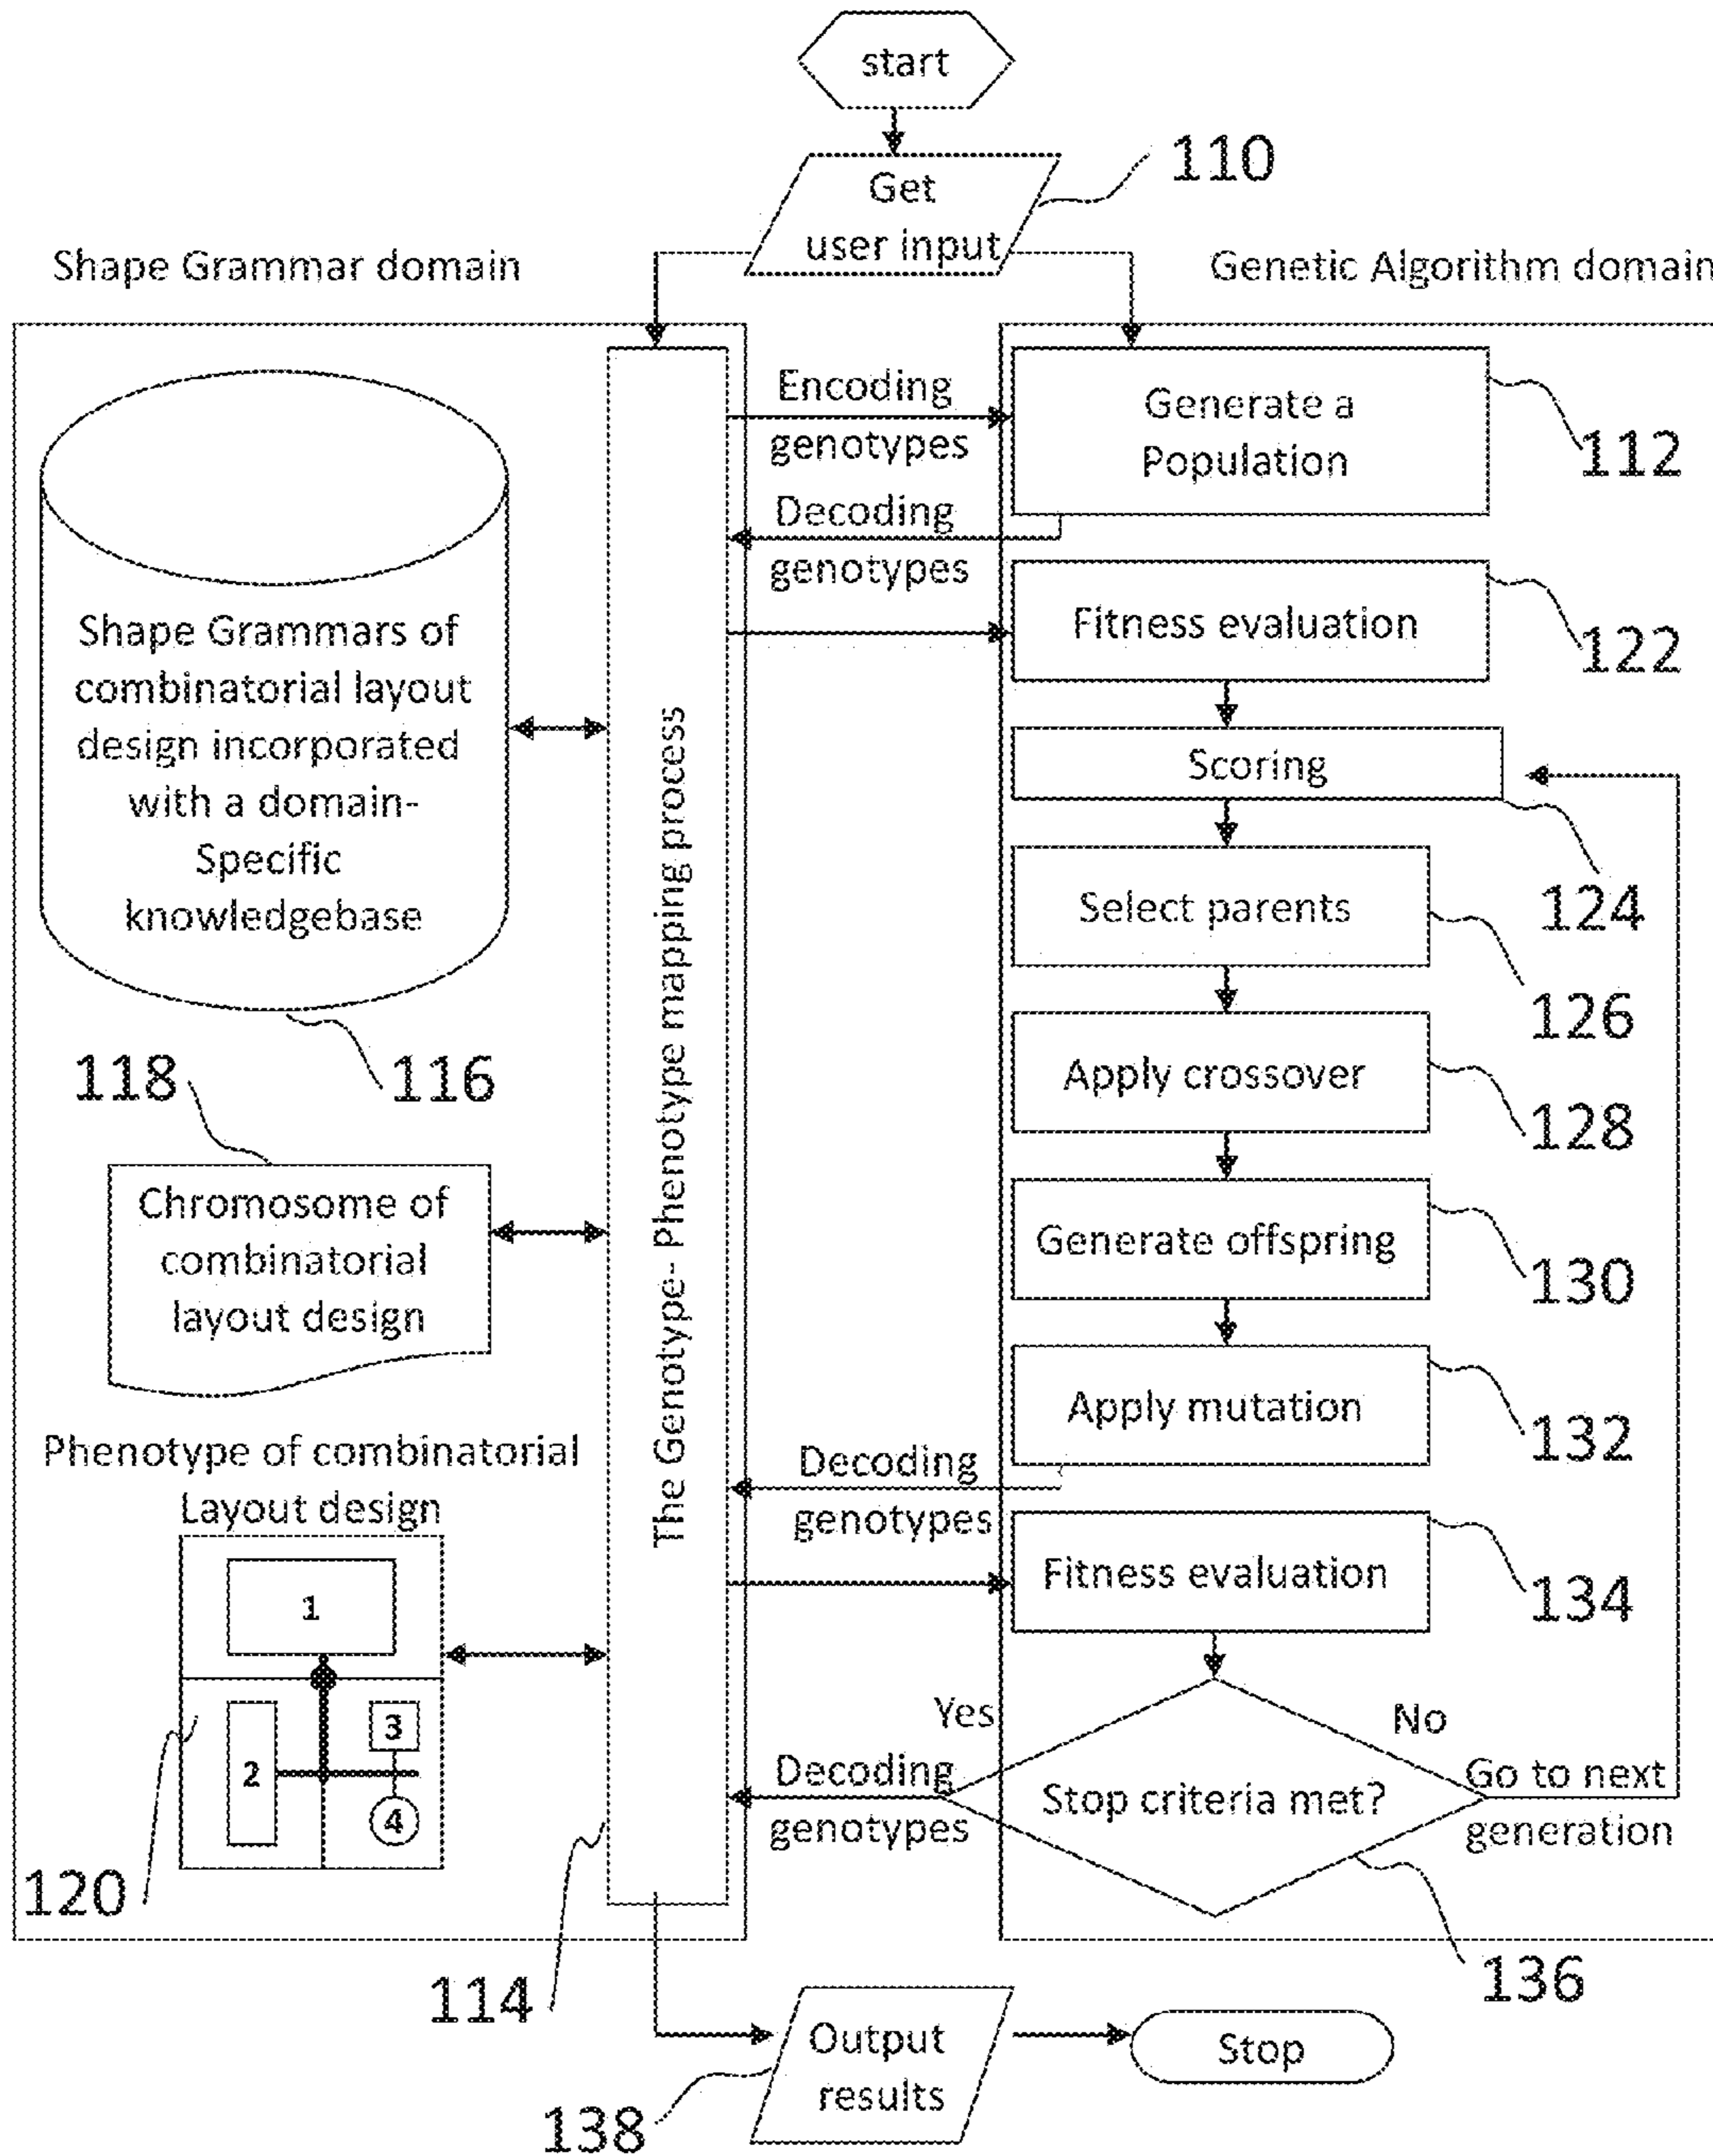 start
110
Get
user input
Shape Grammar domain
Genetic Algorithm domain
Encoding
genotypes
Generate a
Population
112
Decoding
genotypes
Shape Grammars of
combinatorial layout
design incorporated
with a domain-
Specific
knowledgebase
116
The Genotype- Phenotype mapping process
Fitness evaluation
122
Scoring
124
Select parents
126
Apply crossover
128
118
Chromosome of
combinatorial
layout design
Generate offspring
130
Apply mutation
132
Phenotype of combinatorial
Layout design
1
2
3
4
120
Decoding
genotypes
Fitness evaluation
134
Yes
No
Decoding
genotypes
Stop criteria met?
Go to next
generation
136
114
Output
results
138
Stop